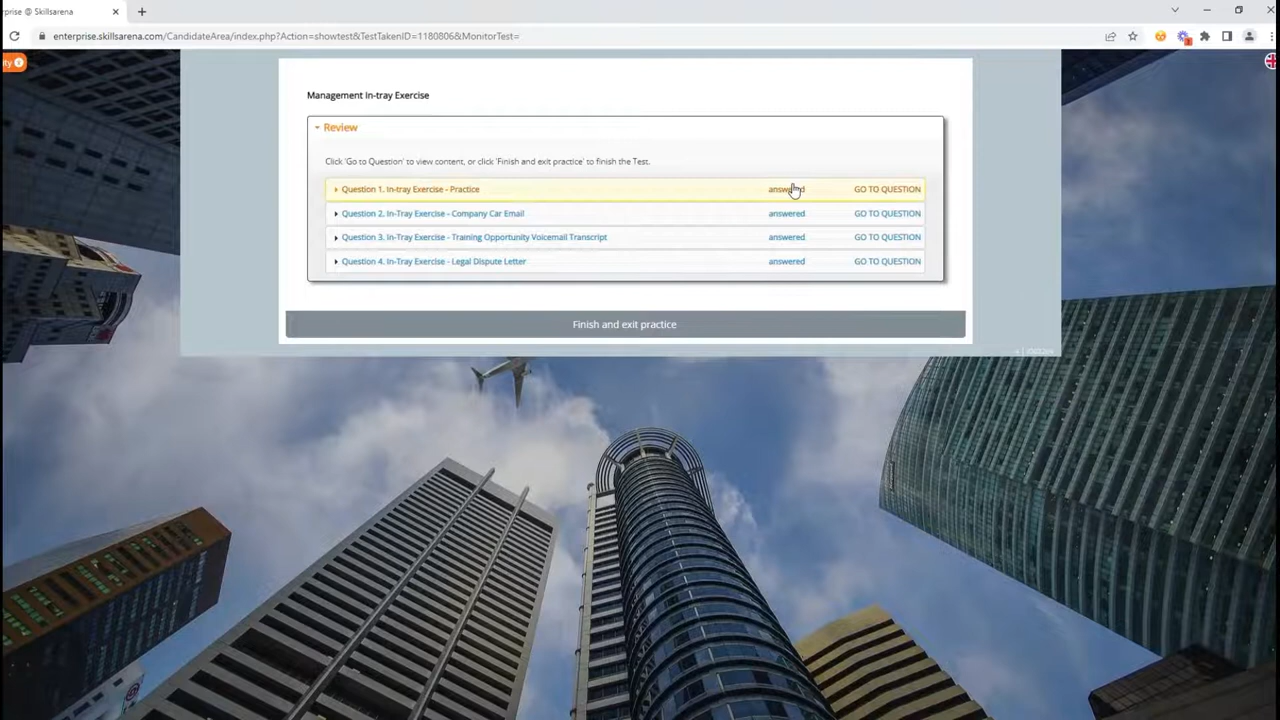 rprise @ Skillsarena
enterprise.skillsarena.com/CandidateArea/index.php?Action=showtest&TestTakenID=1180806&MonitorTest=
ity
Management In-tray Exercise
Review
Click 'Go to Question' to view content, or click 'Finish and exit practice' to finish the Test.
Question 1. In-tray Exercise - Practice answered GO TO QUESTION
Question 2. In-Tray Exercise - Company Car Email answered GO TO QUESTION
Question 3. In-Tray Exercise - Training Opportunity Voicemail Transcript answered GO TO QUESTION
Question 4. In-Tray Exercise - Legal Dispute Letter answered GO TO QUESTION
Finish and exit practice